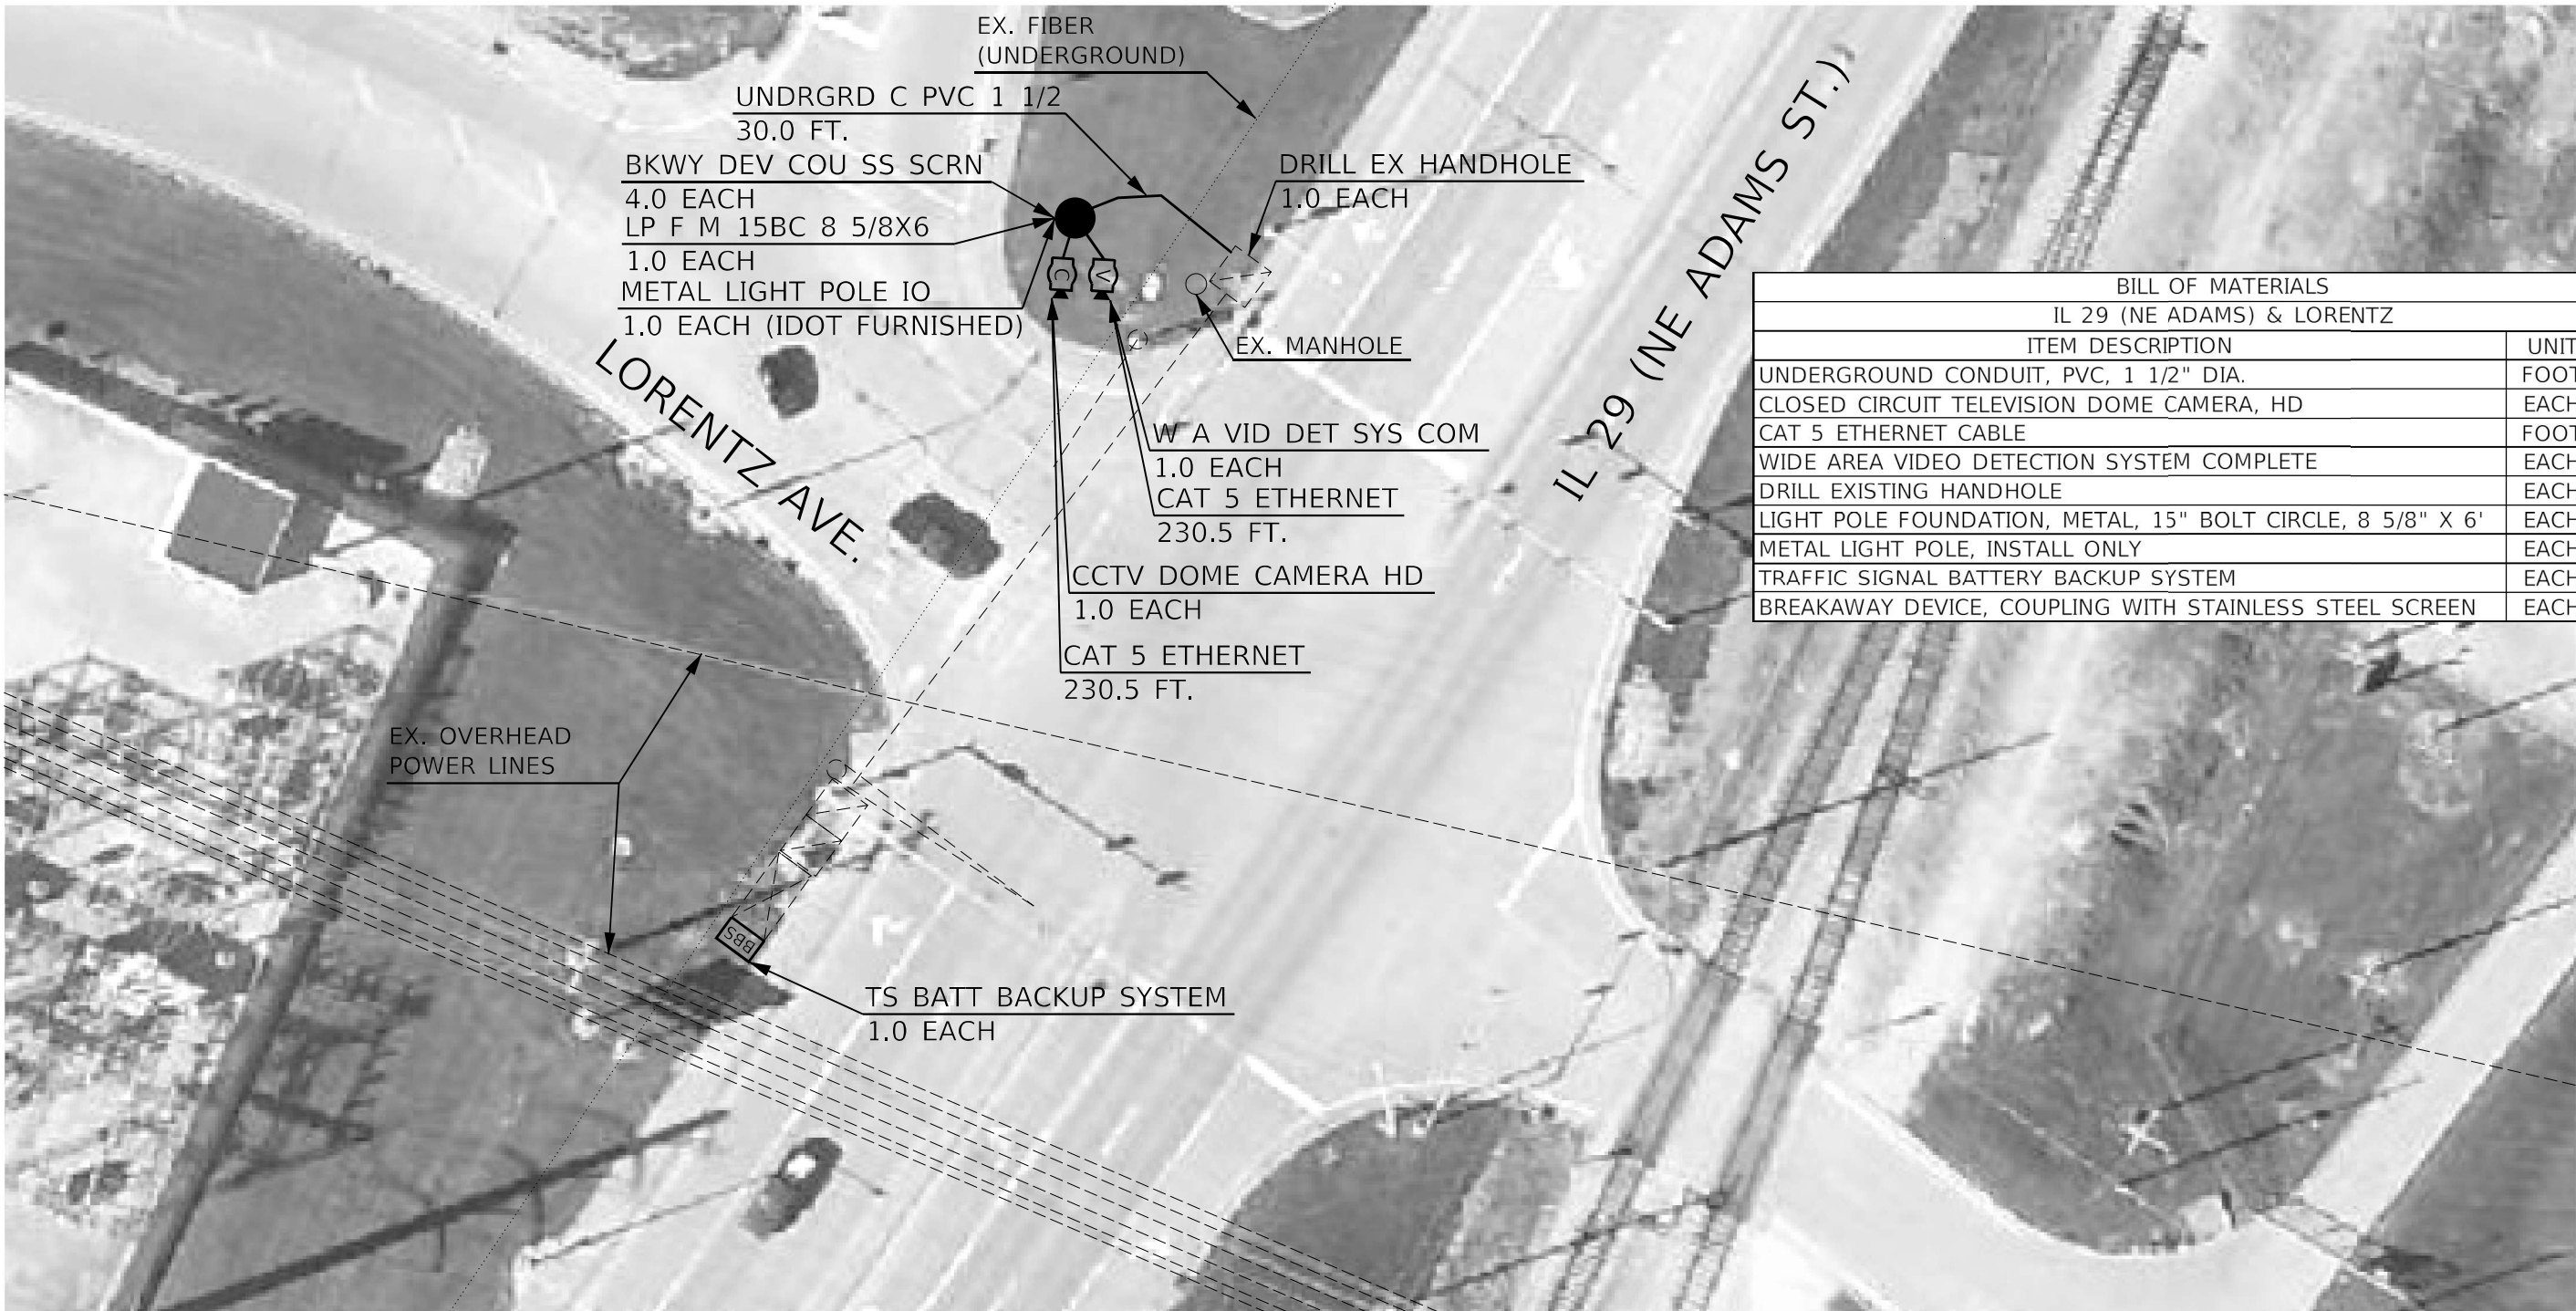 EX. FIBER
(UNDERGROUND)
UNDRGRD C PVC 1 1/2
30.0 FT.
BKWY DEV COU SS SCRN
4.0 EACH
LP F M 15BC 8 5/8X6
1.0 EACH
METAL LIGHT POLE IO
1.0 EACH (IDOT FURNISHED)
DRILL EX HANDHOLE
1.0 EACH
C
V
EX. MANHOLE
LORENTZ AVE.
IL 29 (NE ADAMS ST.)
W A VID DET SYS COM
1.0 EACH
CAT 5 ETHERNET
230.5 FT.
CCTV DOME CAMERA HD
1.0 EACH
CAT 5 ETHERNET
230.5 FT.
EX. OVERHEAD
POWER LINES
BBS
TS BATT BACKUP SYSTEM
1.0 EACH
BILL OF MATERIALS
IL 29 (NE ADAMS) & LORENTZ
ITEM DESCRIPTION UNIT
UNDERGROUND CONDUIT, PVC, 1 1/2" DIA. FOOT
CLOSED CIRCUIT TELEVISION DOME CAMERA, HD EACH
CAT 5 ETHERNET CABLE FOOT
WIDE AREA VIDEO DETECTION SYSTEM COMPLETE EACH
DRILL EXISTING HANDHOLE EACH
LIGHT POLE FOUNDATION, METAL, 15" BOLT CIRCLE, 8 5/8" X 6' EACH
METAL LIGHT POLE, INSTALL ONLY EACH
TRAFFIC SIGNAL BATTERY BACKUP SYSTEM EACH
BREAKAWAY DEVICE, COUPLING WITH STAINLESS STEEL SCREEN EACH